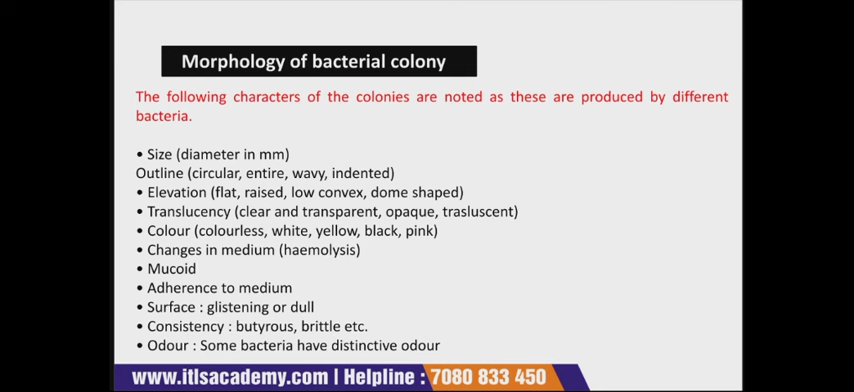 Morphology of bacterial colony
The following characters of the colonies are noted as these are produced by different
bacteria.
• Size (diameter in mm)
Outline (circular, entire, wavy, indented)
• Elevation (flat, raised, low convex, dome shaped)
• Translucency (clear and transparent, opaque, trasluscent)
• Colour (colourless, white, yellow, black, pink)
• Changes in medium (haemolysis)
• Mucoid
• Adherence to medium
• Surface : glistening or dull
• Consistency : butyrous, brittle etc.
• Odour : Some bacteria have distinctive odour
www.itlsacademy.com | Helpline : 7080 833 450